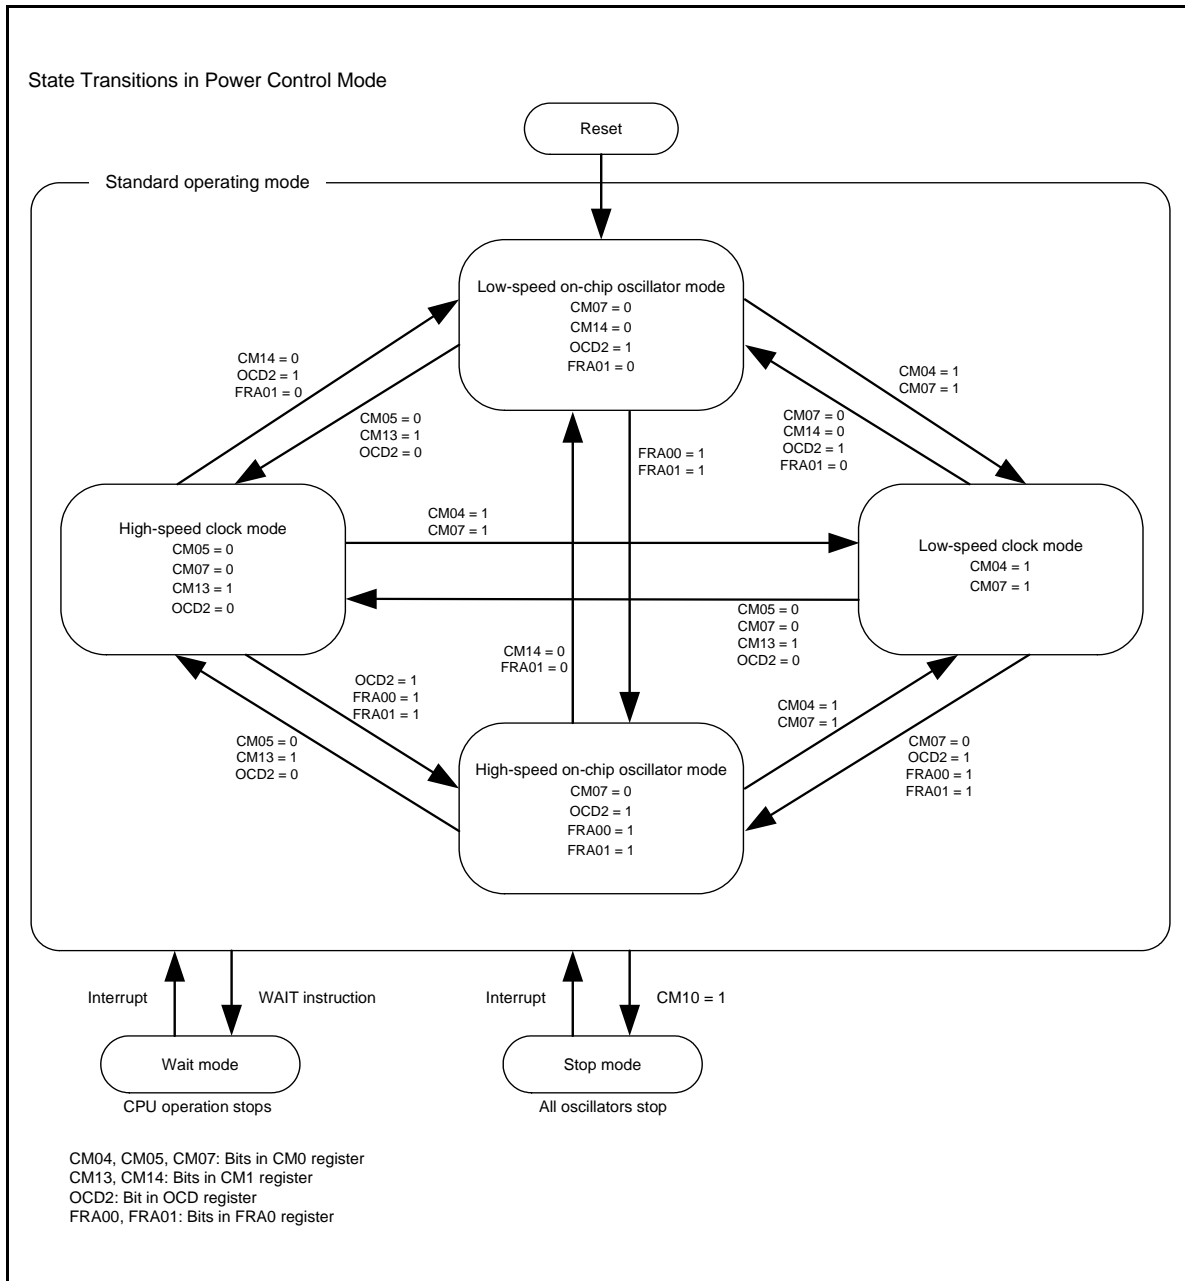 State Transitions in Power Control Mode
Reset
Standard operating mode
Low-speed on-chip oscillator mode
CM07 = 0
CM14 = 0
OCD2 = 1
FRA01 = 0
CM14 = 0
OCD2 = 1
FRA01 = 0
CM05 = 0
CM13 = 1
OCD2 = 0
FRA00 = 1
FRA01 = 1
CM07 = 0
CM14 = 0
OCD2 = 1
FRA01 = 0
CM04 = 1
CM07 = 1
High-speed clock mode
CM05 = 0
CM07 = 0
CM13 = 1
OCD2 = 0
CM04 = 1
CM07 = 1
Low-speed clock mode
CM04 = 1
CM07 = 1
CM05 = 0
CM07 = 0
CM13 = 1
OCD2 = 0
CM14 = 0
FRA01 = 0
OCD2 = 1
FRA00 = 1
FRA01 = 1
CM05 = 0
CM13 = 1
OCD2 = 0
CM04 = 1
CM07 = 1
CM07 = 0
OCD2 = 1
FRA00 = 1
FRA01 = 1
High-speed on-chip oscillator mode
CM07 = 0
OCD2 = 1
FRA00 = 1
FRA01 = 1
Interrupt
WAIT instruction
Interrupt
CM10 = 1
Wait mode
CPU operation stops
Stop mode
All oscillators stop
CM04, CM05, CM07: Bits in CM0 register
CM13, CM14: Bits in CM1 register
OCD2: Bit in OCD register
FRA00, FRA01: Bits in FRA0 register